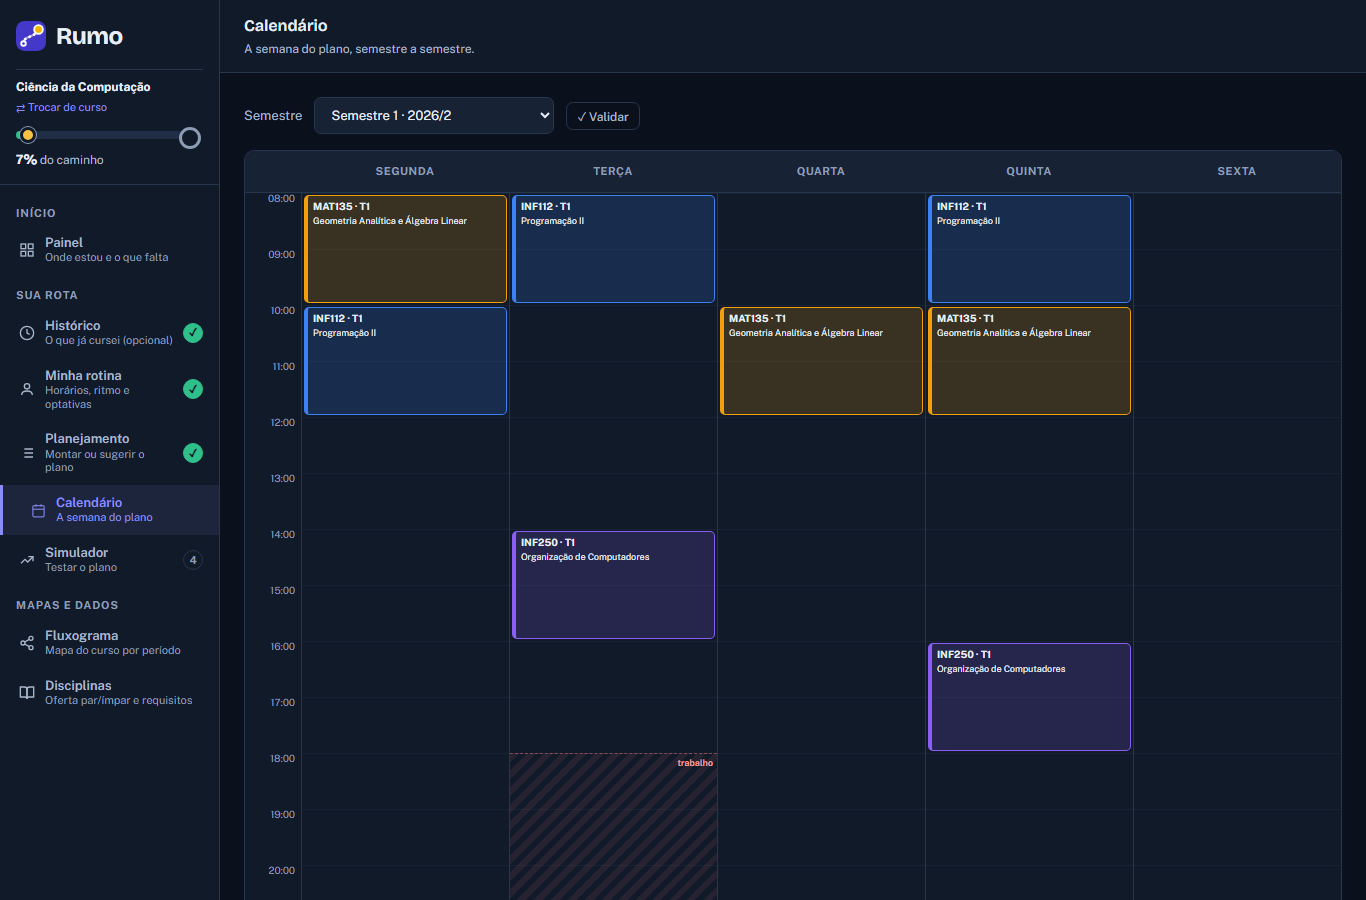 Rumo
Ciência da Computação
⇄ Trocar de curso
7% do caminho
INÍCIO
Painel
Onde estou e o que falta
SUA ROTA
Histórico
O que já cursei (opcional)
Minha rotina
Horários, ritmo e
optativas
Planejamento
Montar ou sugerir o
plano
Calendário
A semana do plano
Simulador
Testar o plano
4
MAPAS E DADOS
Fluxograma
Mapa do curso por período
Disciplinas
Oferta par/ímpar e requisitos
Calendário
A semana do plano, semestre a semestre.
Semestre
Semestre 1 · 2026/2
✓ Validar
SEGUNDA
TERÇA
QUARTA
QUINTA
SEXTA
08:00
MAT135 · T1
Geometria Analítica e Álgebra Linear
INF112 · T1
Programação II
INF112 · T1
Programação II
09:00
10:00
INF112 · T1
Programação II
MAT135 · T1
Geometria Analítica e Álgebra Linear
MAT135 · T1
Geometria Analítica e Álgebra Linear
11:00
12:00
13:00
14:00
INF250 · T1
Organização de Computadores
15:00
16:00
INF250 · T1
Organização de Computadores
17:00
18:00
trabalho
19:00
20:00